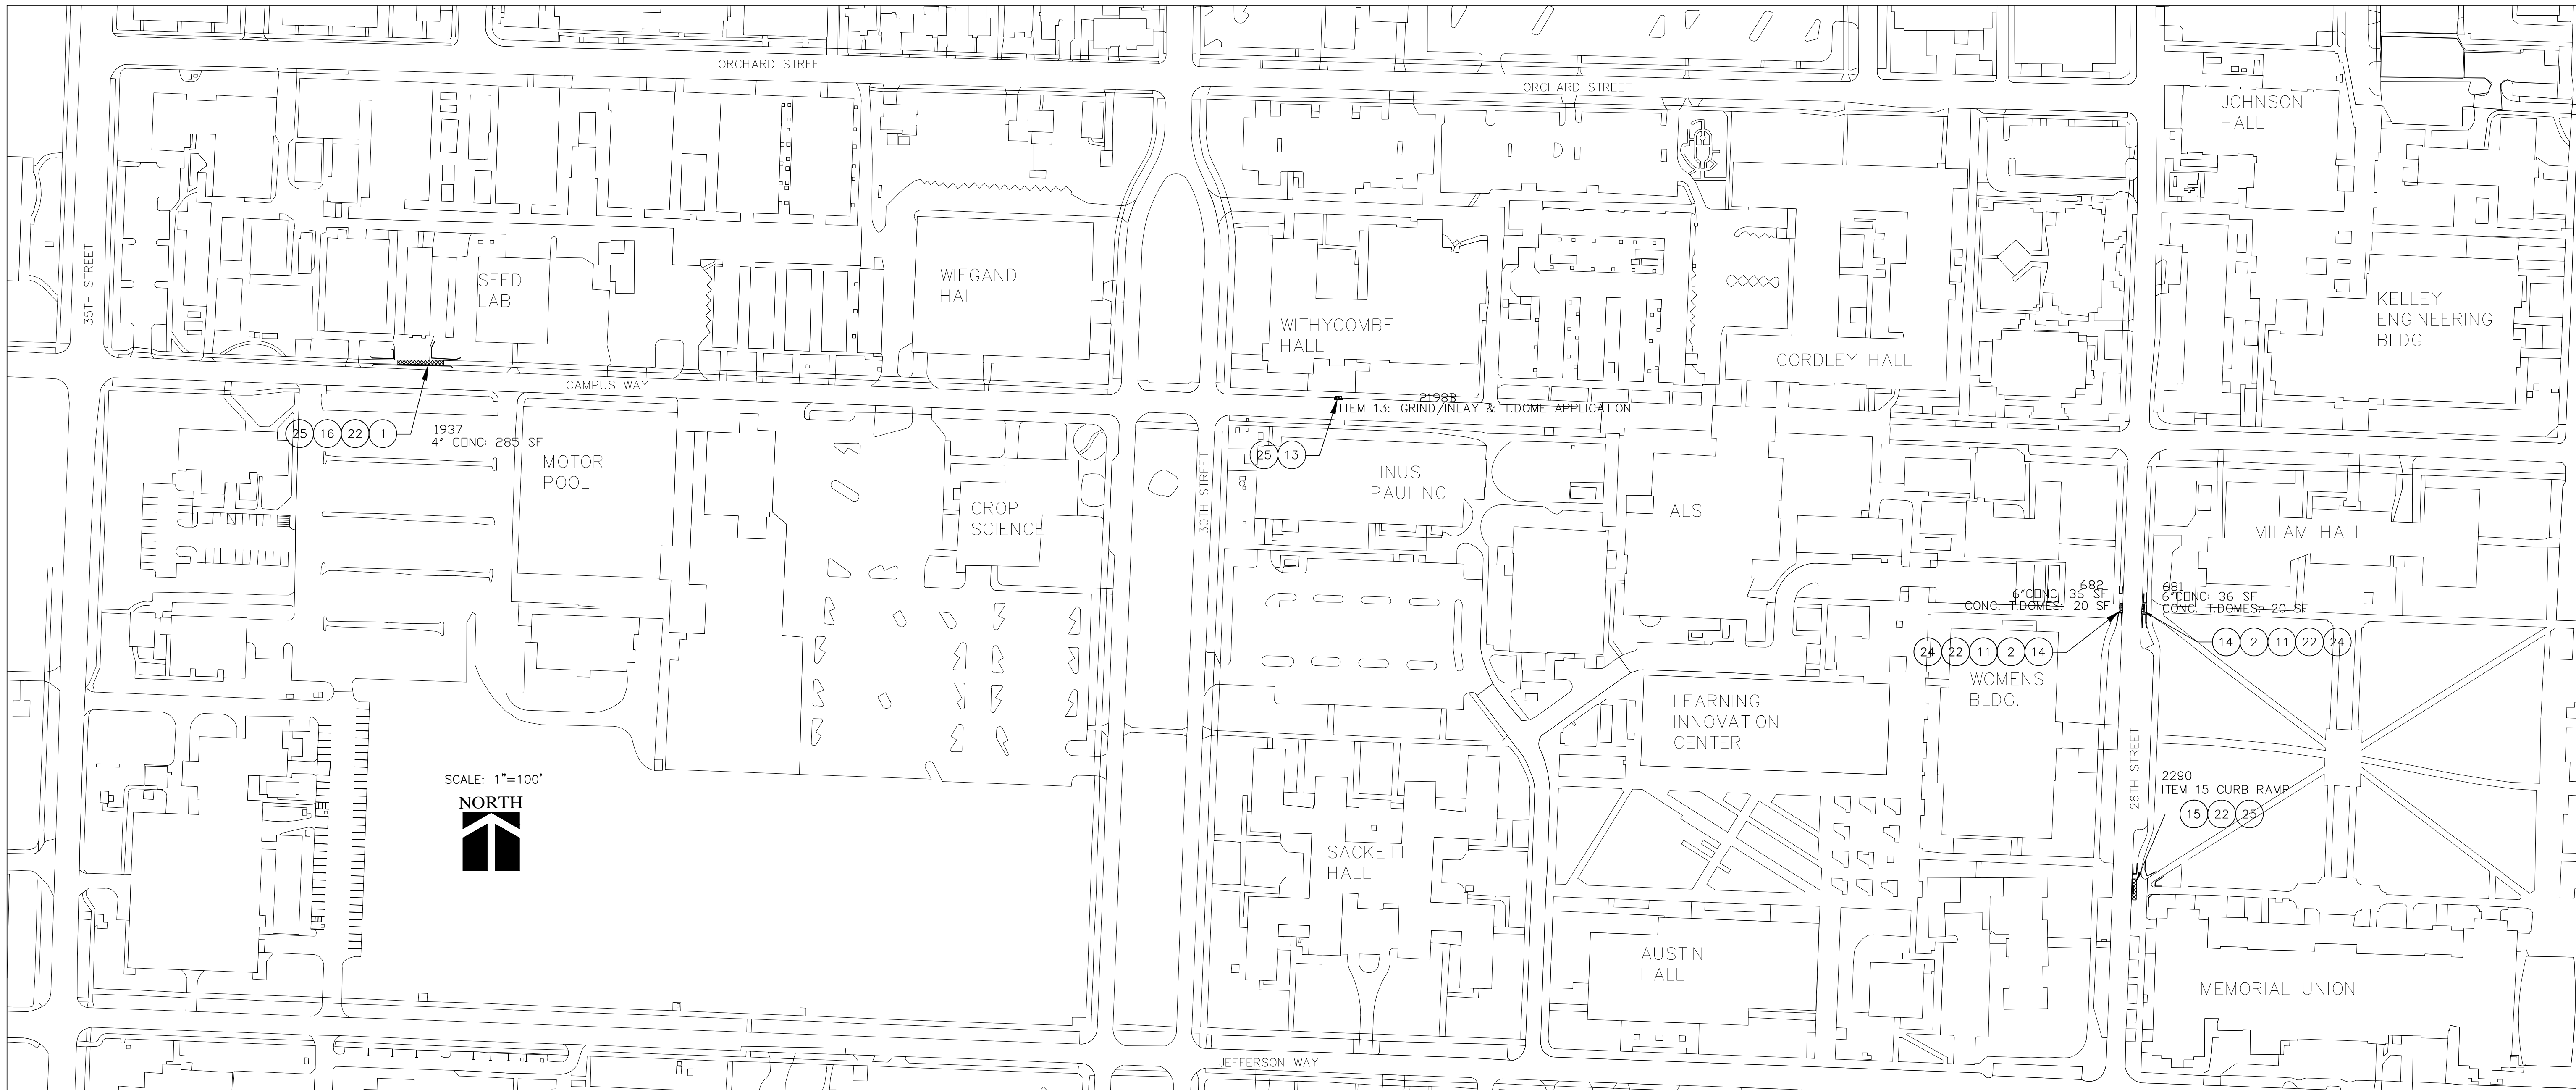 ORCHARD STREET
ORCHARD STREET
JOHNSON
HALL
35TH STREET
SEED
LAB
WIEGAND
HALL
WITHYCOMBE
HALL
CORDLEY HALL
KELLEY
ENGINEERING
BLDG
CAMPUS WAY
2198B
ITEM 13: GRIND/INLAY & T.DOME APPLICATION
25 13
25 16 22 1
1937
4" CONC: 285 SF
MOTOR
POOL
CROP
SCIENCE
30TH STREET
LINUS
PAULING
ALS
MILAM HALL
682
6"CONC: 36 SF
CONC. T.DOMES: 20 SF
24 22 11 2 14
681
6"CONC: 36 SF
CONC. T.DOMES: 20 SF
14 2 11 22 24
WOMENS
BLDG.
LEARNING
INNOVATION
CENTER
26TH STREET
2290
ITEM 15 CURB RAMP
15 22 25
SCALE: 1"=100'
NORTH
SACKETT
HALL
AUSTIN
HALL
MEMORIAL UNION
JEFFERSON WAY